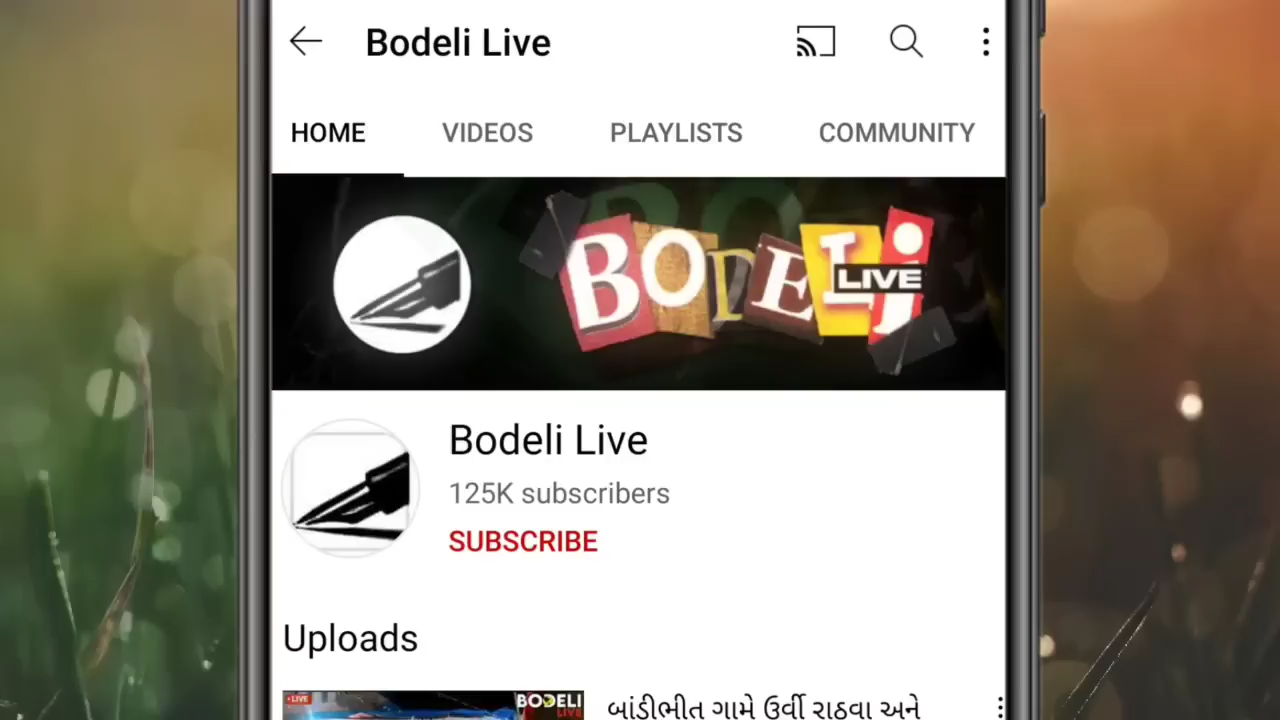 Bodeli Live
HOME VIDEOS PLAYLISTS COMMUNITY
BODELi
LIVE
Bodeli Live
125K subscribers
SUBSCRIBE
Uploads
LIVE
BODELI
LIVE
બાંડીભીત ગામે ઉર્વી રાઠવા અને